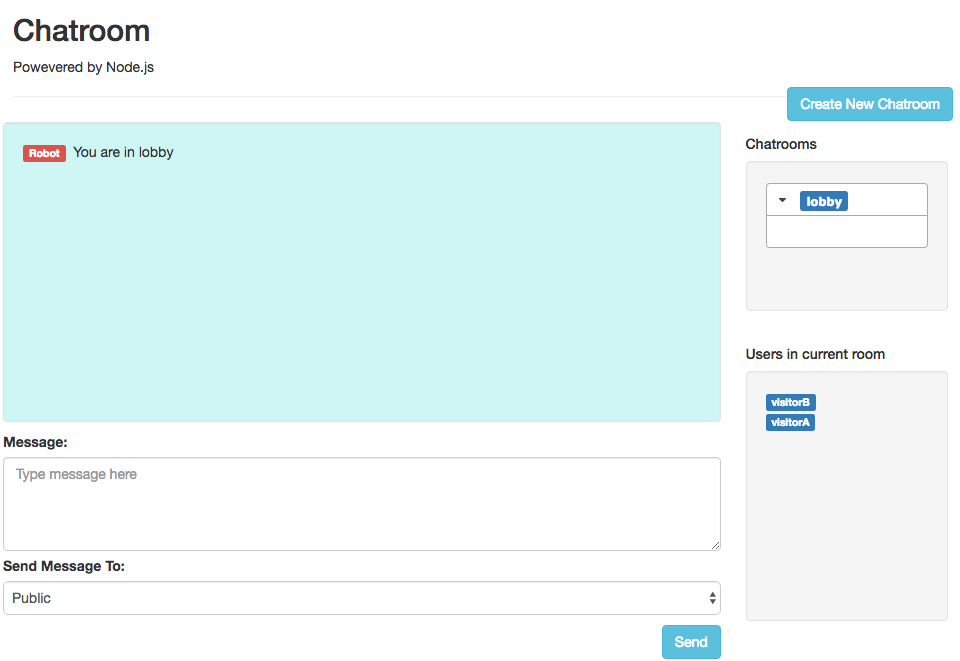 Chatroom
Powevered by Node.js
Create New Chatroom
Robot You are in lobby
Chatrooms
lobby
Users in current room
visitorB
visitorA
Message:
Type message here
Send Message To:
Public
Send